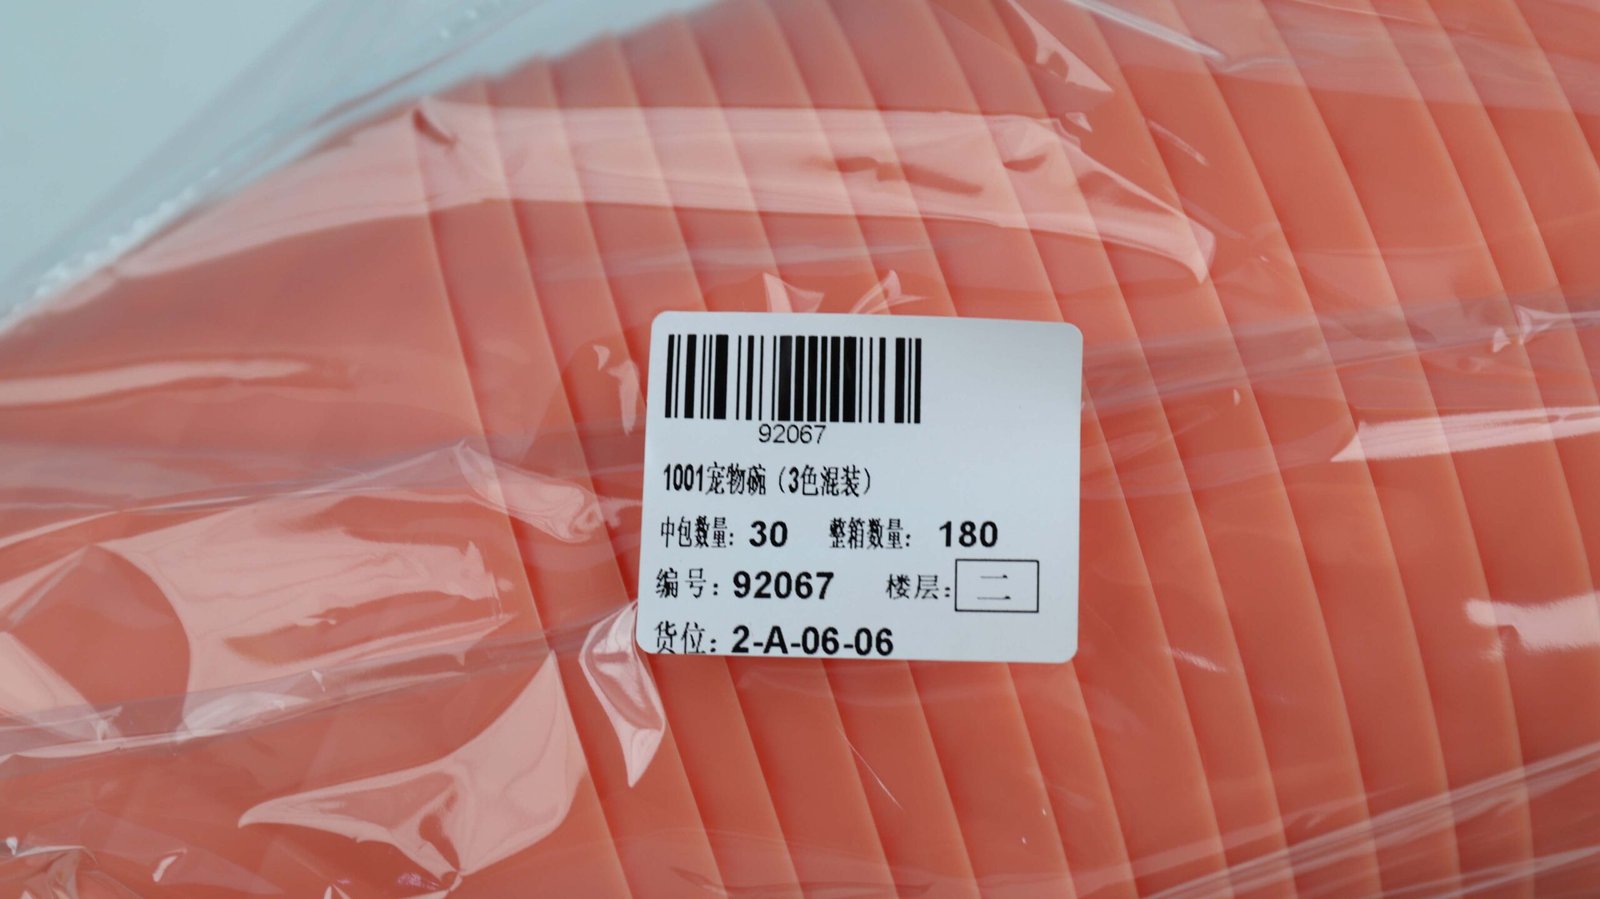 92067
1001宠物碗（3色混装）
中包数量：30 整箱数量：180
编号：92067 楼层：二
货位：2-A-06-06